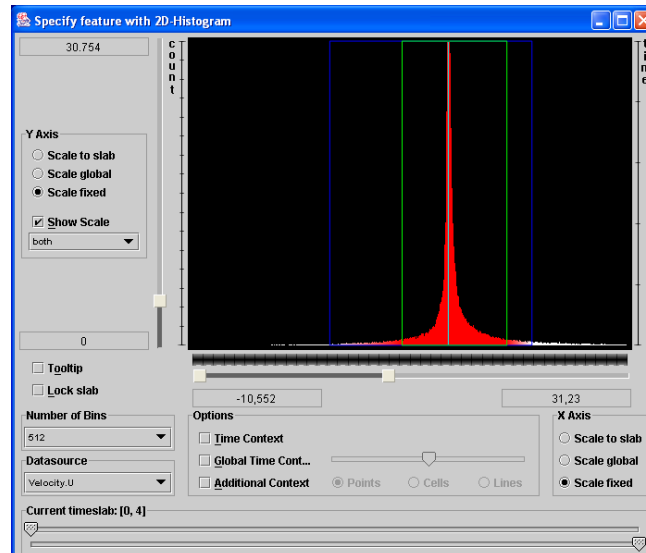 Specify feature with 2D-Histogram
30.754
count
time
Y Axis
Scale to slab
Scale global
Scale fixed
Show Scale
both
0
Tooltip
Lock slab
-10,552
31,23
Number of Bins
512
Datasource
Velocity.U
Options
Time Context
Global Time Cont...
Additional Context
Points
Cells
Lines
X Axis
Scale to slab
Scale global
Scale fixed
Current timeslab: [0, 4]